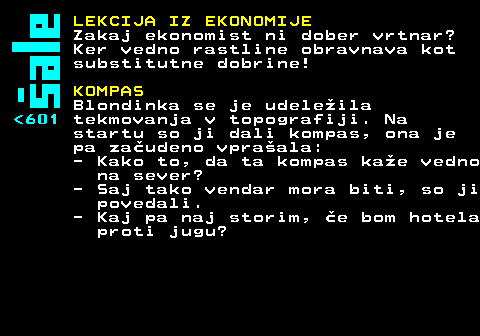 šale
LEKCIJA IZ EKONOMIJE
Zakaj ekonomist ni dober vrtnar?
Ker vedno rastline obravnava kot
substitutne dobrine!
KOMPAS
Blondinka se je udeležila
<601 tekmovanja v topografiji. Na
startu so ji dali kompas, ona je
pa začudeno vprašala:
- Kako to, da ta kompas kaže vedno
na sever?
- Saj tako vendar mora biti, so ji
povedali.
- Kaj pa naj storim, če bom hotela
proti jugu?